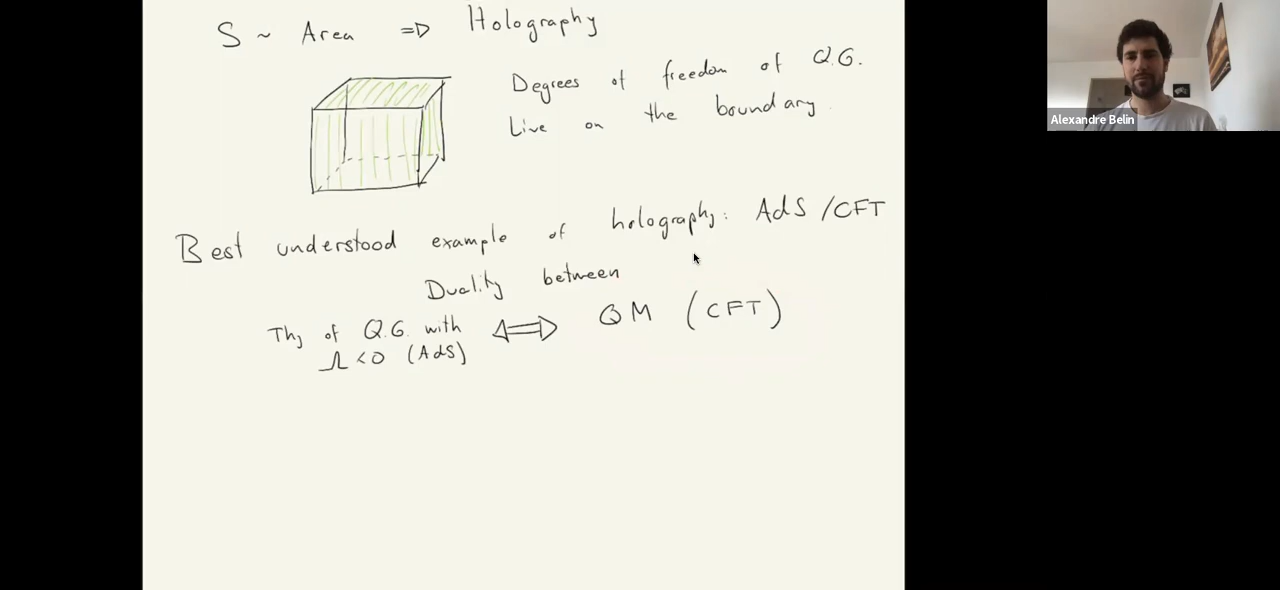 S ~ Area ⇒ Holography
Degrees of freedom of Q.G.
Live on the boundary.
Best understood example of holography: AdS/CFT
Duality between
Thy of Q.G. with ⇔ QM (CFT)
Λ<0 (AdS)
Alexandre Belin